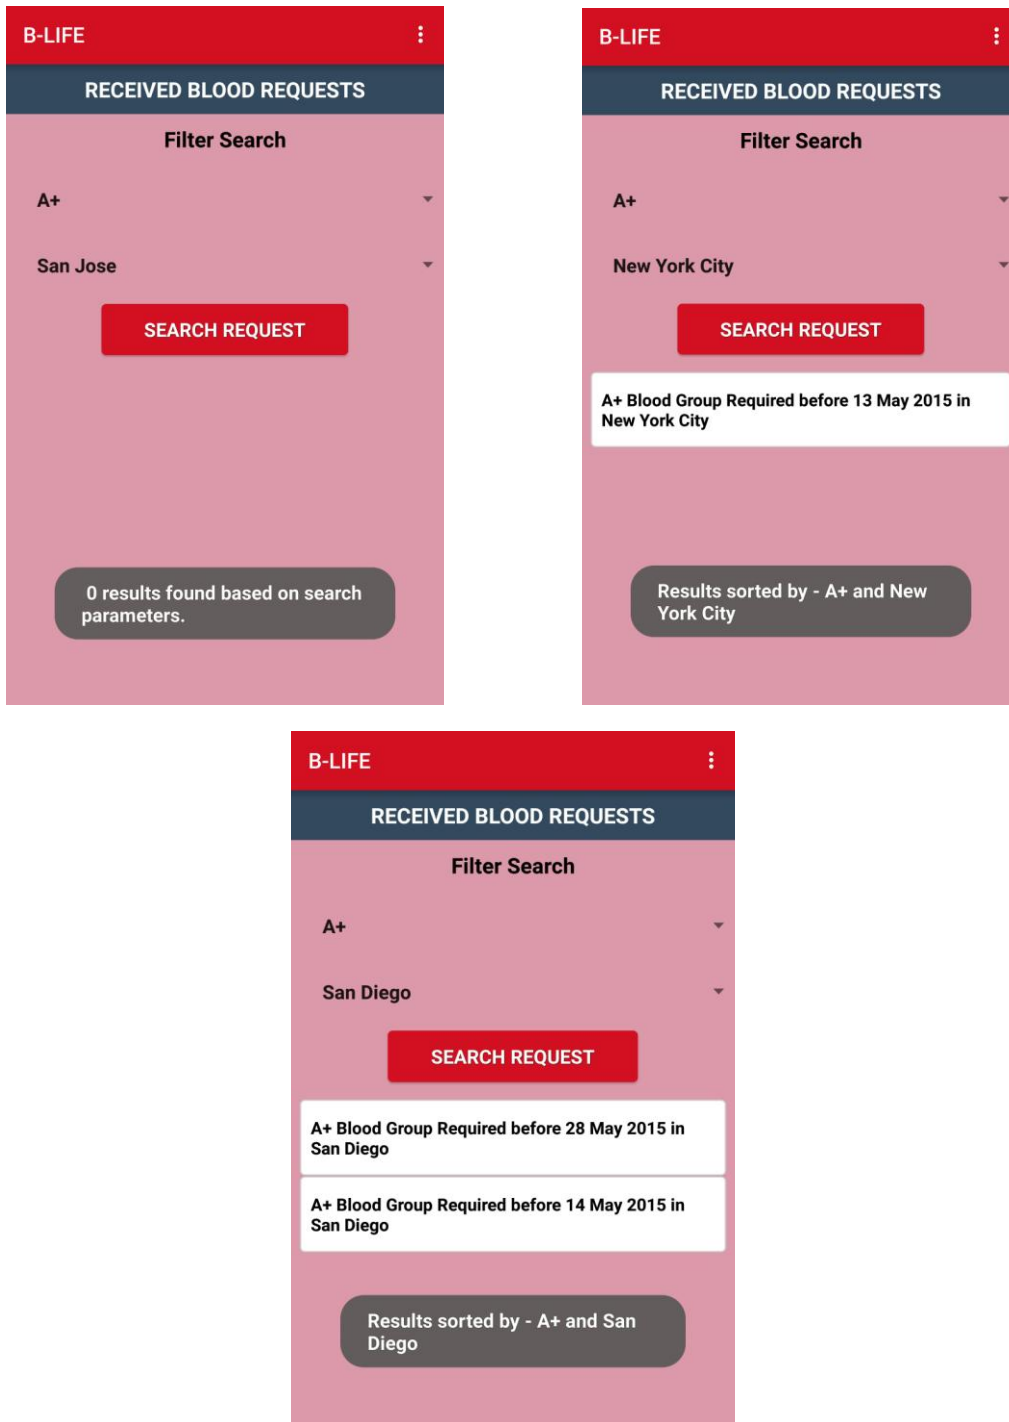 B-LIFE
RECEIVED BLOOD REQUESTS
Filter Search
A+
San Jose
SEARCH REQUEST
0 results found based on search
parameters.
B-LIFE
RECEIVED BLOOD REQUESTS
Filter Search
A+
New York City
SEARCH REQUEST
A+ Blood Group Required before 13 May 2015 in
New York City
Results sorted by - A+ and New
York City
B-LIFE
RECEIVED BLOOD REQUESTS
Filter Search
A+
San Diego
SEARCH REQUEST
A+ Blood Group Required before 28 May 2015 in
San Diego
A+ Blood Group Required before 14 May 2015 in
San Diego
Results sorted by - A+ and San
Diego